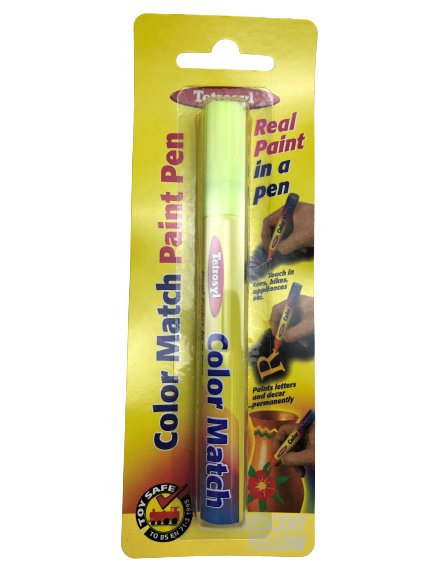 Tetrosyl
Color Match Paint Pen
Real
Paint
in a
pen
Tetrosyl
Color Match
Touch in
cars, bikes,
appliances
etc.
R
Paints letters
and decor
permanently
TOY SAFE
TO BS EN 71-3 1995
YELLOW